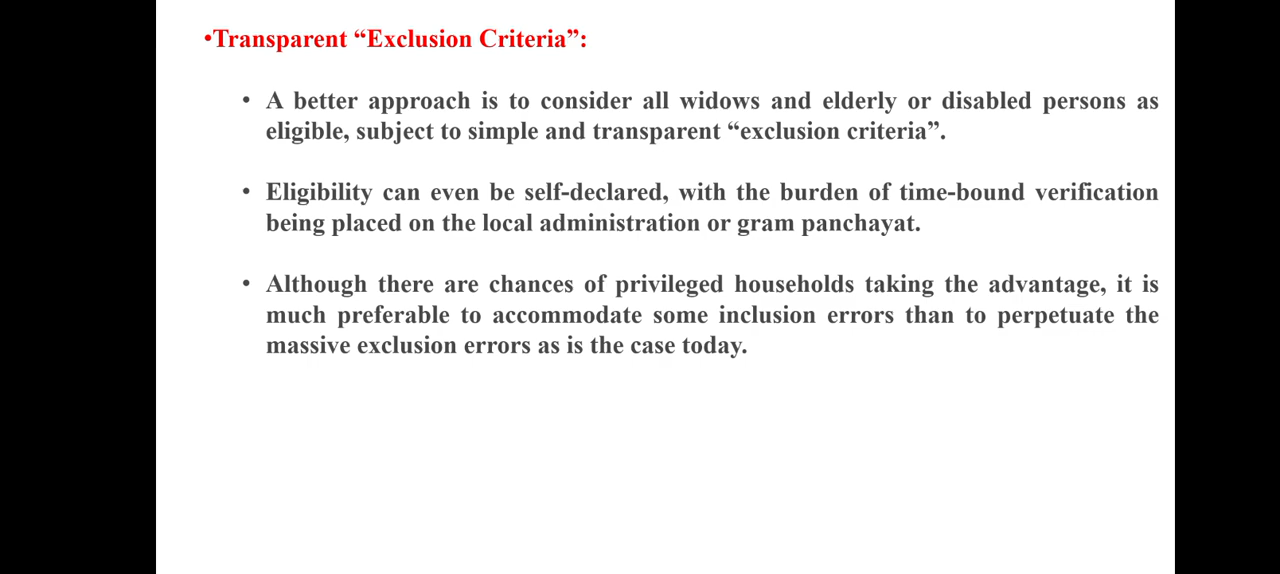 •Transparent “Exclusion Criteria”:
• A better approach is to consider all widows and elderly or disabled persons as
eligible, subject to simple and transparent “exclusion criteria”.
• Eligibility can even be self-declared, with the burden of time-bound verification
being placed on the local administration or gram panchayat.
• Although there are chances of privileged households taking the advantage, it is
much preferable to accommodate some inclusion errors than to perpetuate the
massive exclusion errors as is the case today.